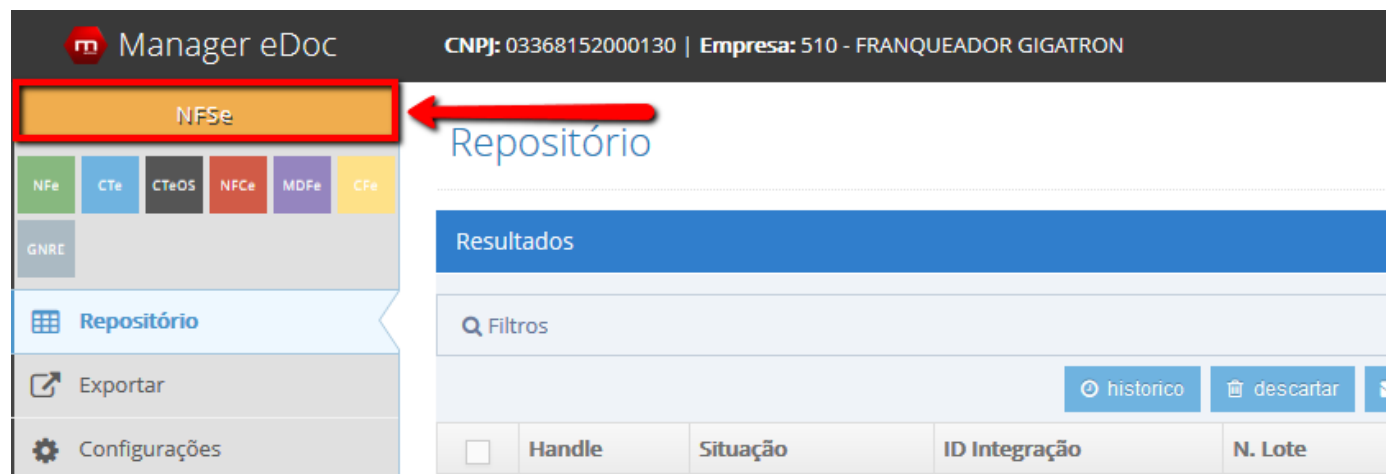 Manager eDoc
CNPJ: 03368152000130 | Empresa: 510 - FRANQUEADOR GIGATRON
NFSe
Repositório
NFe CTe CTeOS NFCe MDFe CFe
GNRE
Resultados
Repositório
Filtros
Exportar
historico descartar
Configurações
Handle Situação ID Integração N. Lote